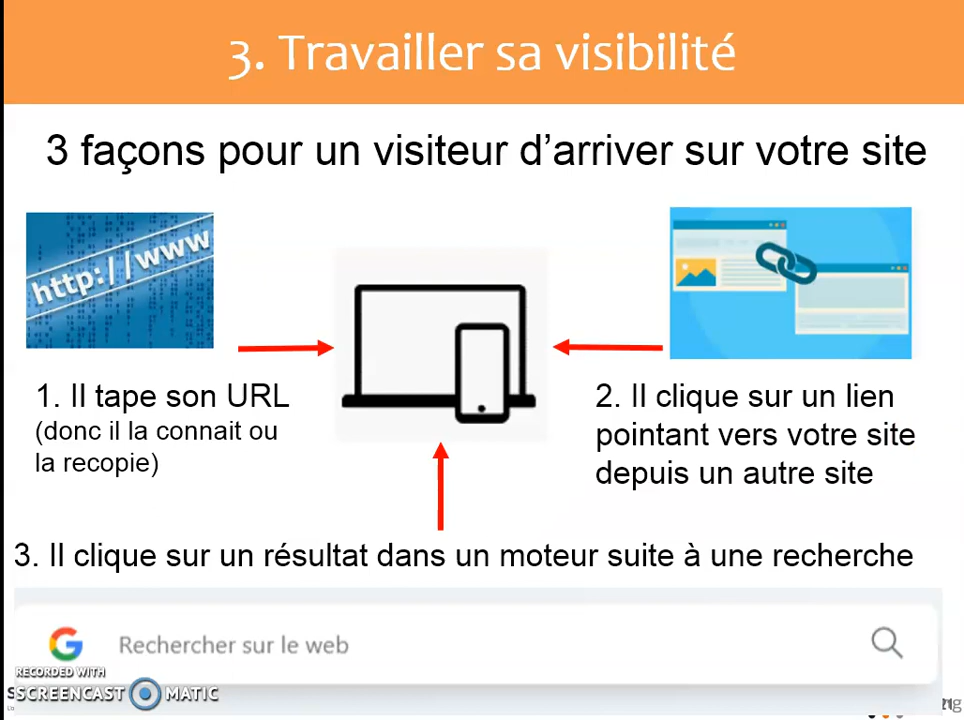 3. Travailler sa visibilité
3 façons pour un visiteur d'arriver sur votre site
http://www
1. Il tape son URL
(donc il la connait ou
la recopie)
2. Il clique sur un lien
pointant vers votre site
depuis un autre site
3. Il clique sur un résultat dans un moteur suite à une recherche
G Rechercher sur le web
RECORDED WITH
SCREENCAST MATIC